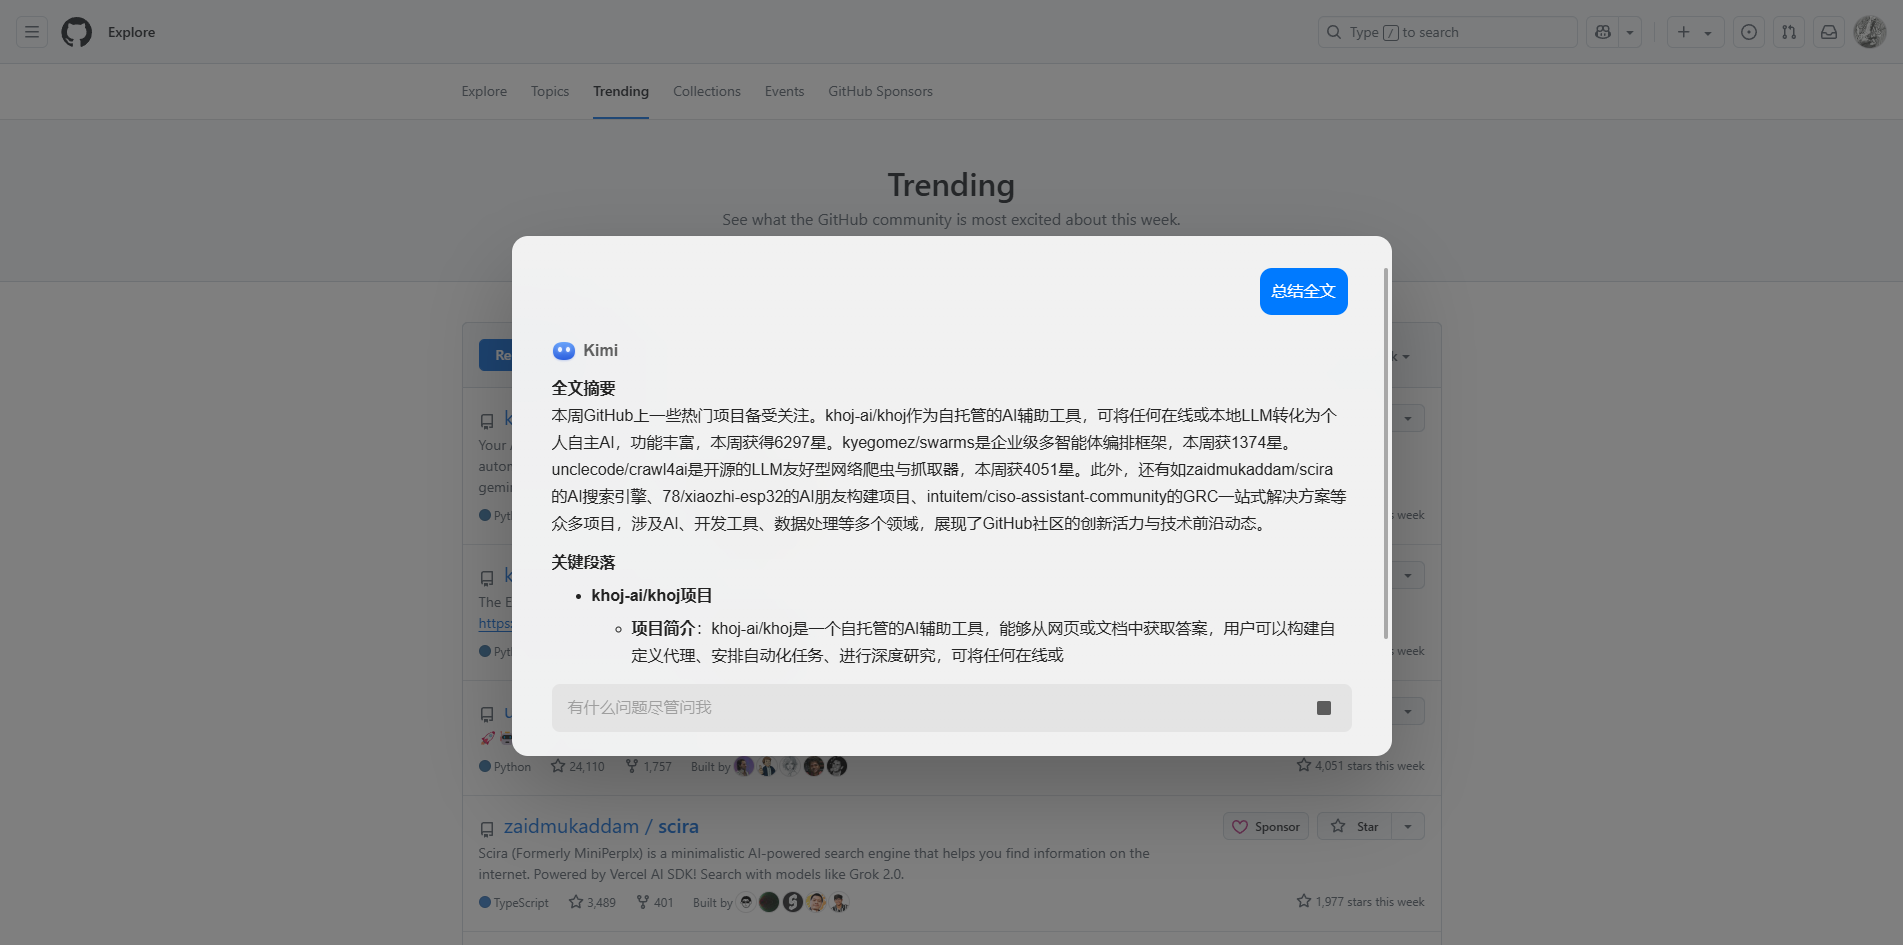 Explore
Type / to search
Explore Topics Trending Collections Events GitHub Sponsors
Trending
See what the GitHub community is most excited about this week.
总结全文
Kimi
全文摘要
本周GitHub上一些热门项目备受关注。khoj-ai/khoj作为自托管的AI辅助工具，可将任何在线或本地LLM转化为个
人自主AI，功能丰富，本周获得6297星。kyegomez/swarms是企业级多智能体编排框架，本周获1374星。
unclecode/crawl4ai是开源的LLM友好型网络爬虫与抓取器，本周获4051星。此外，还有如zaidmukaddam/scira
的AI搜索引擎、78/xiaozhi-esp32的AI朋友构建项目、intuitem/ciso-assistant-community的GRC一站式解决方案等
众多项目，涉及AI、开发工具、数据处理等多个领域，展现了GitHub社区的创新活力与技术前沿动态。
关键段落
khoj-ai/khoj项目
项目简介：khoj-ai/khoj是一个自托管的AI辅助工具，能够从网页或文档中获取答案，用户可以构建自
定义代理、安排自动化任务、进行深度研究，可将任何在线或
有什么问题尽管问我
Re
k
k
Your
autor
gemi
Pyt
week
k
The E
https:
Pyt
week
u
Python 24,110 1,757 Built by 4,051 stars this week
zaidmukaddam / scira Sponsor Star
Scira (Formerly MiniPerplx) is a minimalistic AI-powered search engine that helps you find information on the
internet. Powered by Vercel AI SDK! Search with models like Grok 2.0.
TypeScript 3,489 401 Built by 1,977 stars this week